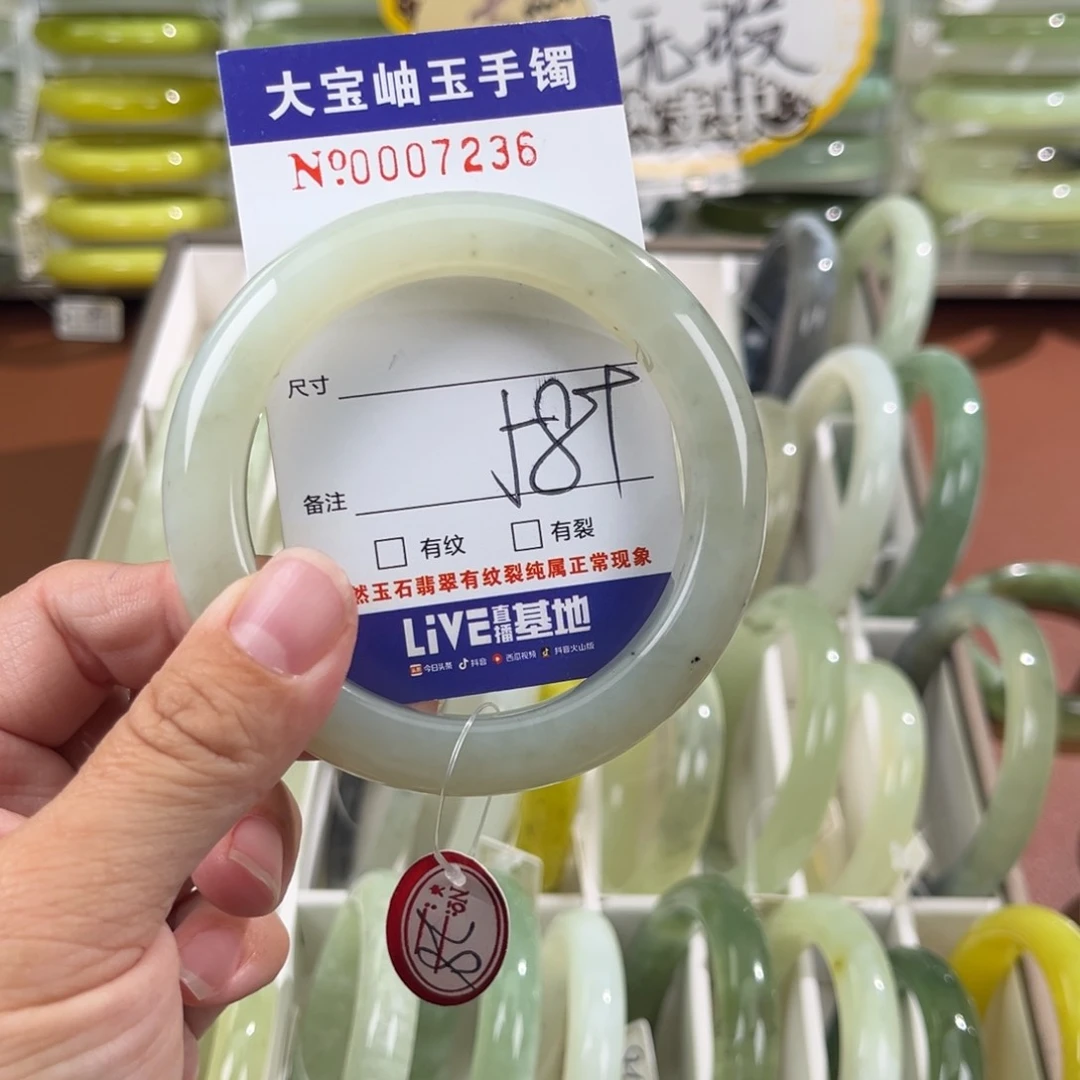 无瑕
大宝岫玉手镯
Nº0007236
尺寸
备注
□ 有纹 □ 有裂
然玉石翡翠有纹裂纯属正常现象
LiVE直播基地
今日头条 抖音 西瓜视频 抖音火山版